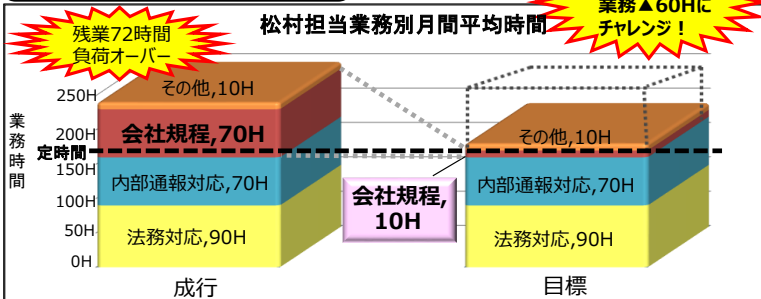 松村担当業務別月間平均時間
残業72時間
負荷オーバー
業務▲60Hに
チャレンジ！
業務時間
250H
200H
定時間
150H
100H
50H
0H
その他,10H
会社規程,70H
内部通報対応,70H
法務対応,90H
成行
会社規程,
10H
その他,10H
内部通報対応,70H
法務対応,90H
目標